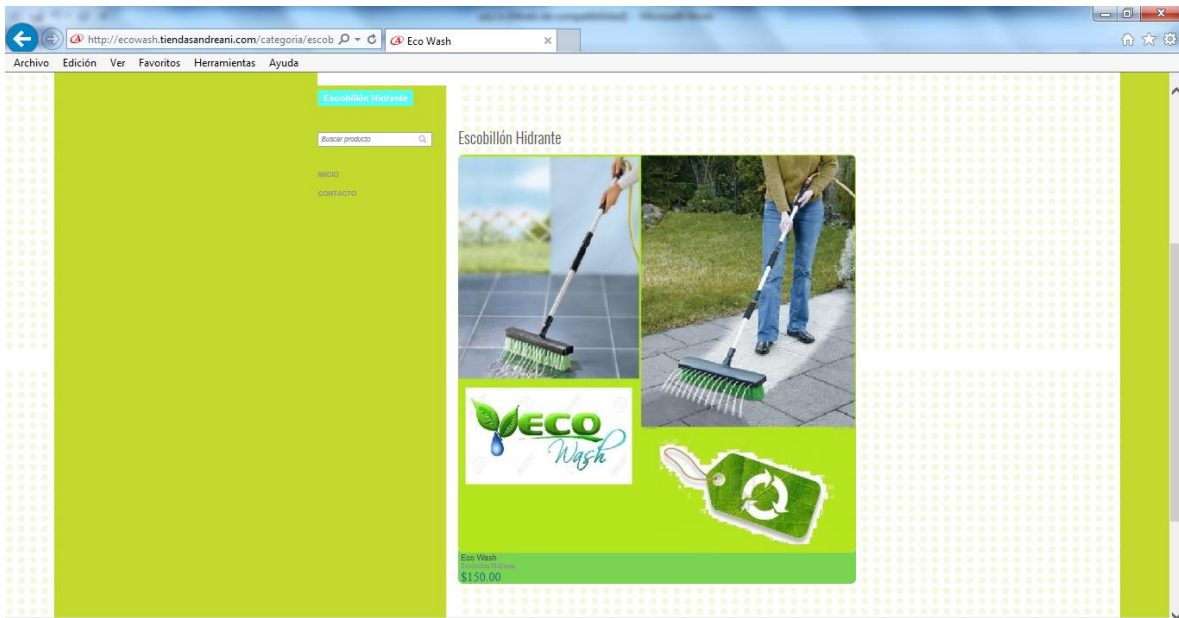 http://ecowash.tiendasandreani.com/categoria/escob
Eco Wash
Archivo Edición Ver Favoritos Herramientas Ayuda
Escobillón Hidrante
Buscar producto
INICIO
CONTACTO
Escobillón Hidrante
ECO
Wash
Eco Wash
$150.00